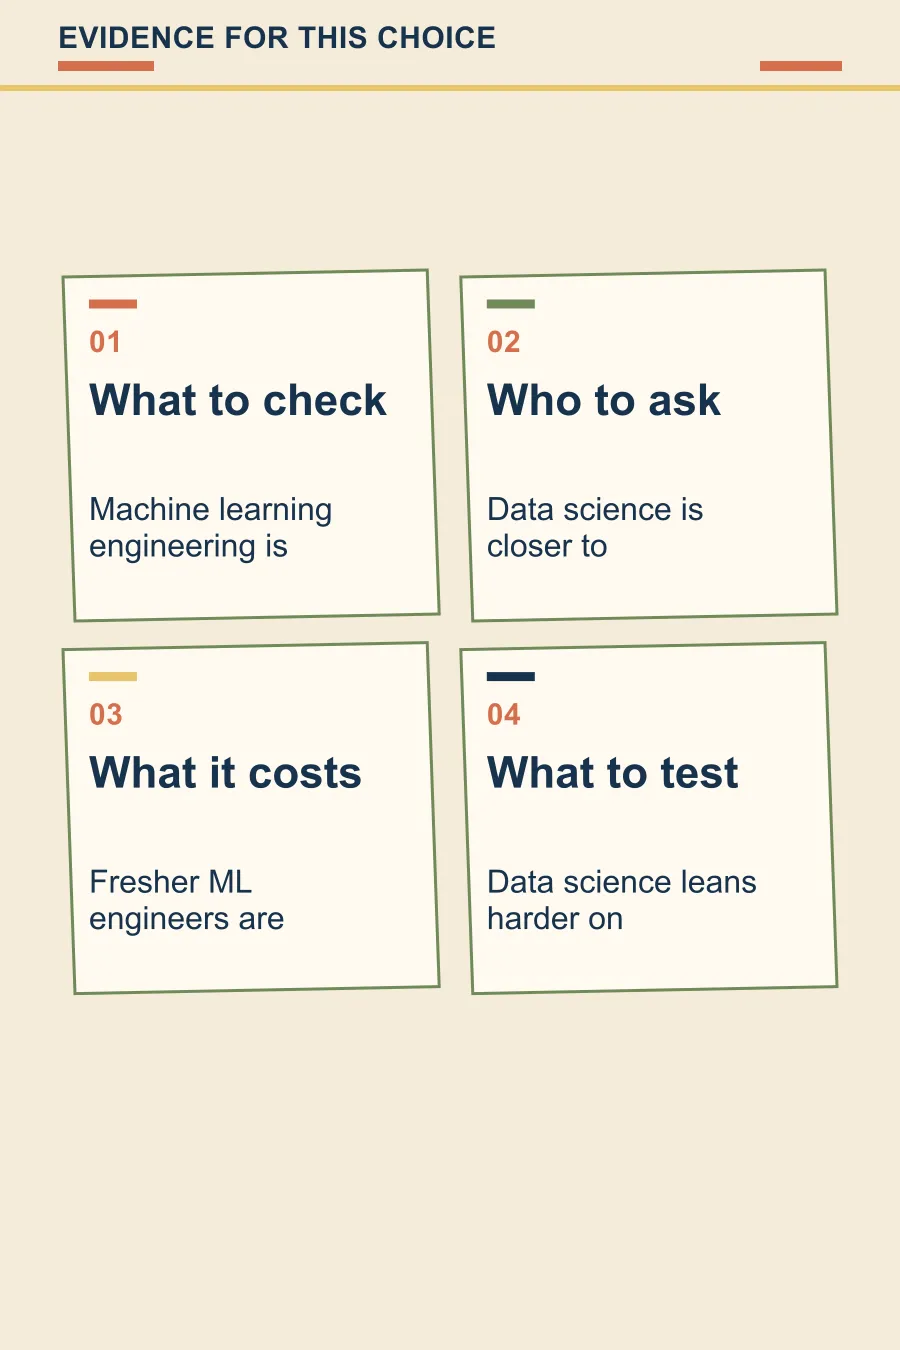 EVIDENCE FOR THIS CHOICE
01
What to check
Machine learning
engineering is
02
Who to ask
Data science is
closer to
03
What it costs
Fresher ML
engineers are
04
What to test
Data science leans
harder on